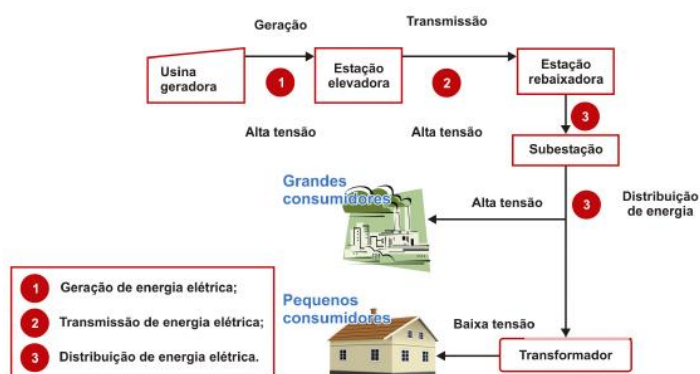 Geração
Transmissão
Usina
geradora
1
Estação
elevadora
2
Estação
rebaixadora
Alta tensão
Alta tensão
3
Subestação
Grandes
consumidores
Alta tensão
3
Distribuição
de energia
1 Geração de energia elétrica;
2 Transmissão de energia elétrica;
3 Distribuição de energia elétrica.
Pequenos
consumidores
Baixa tensão
Transformador